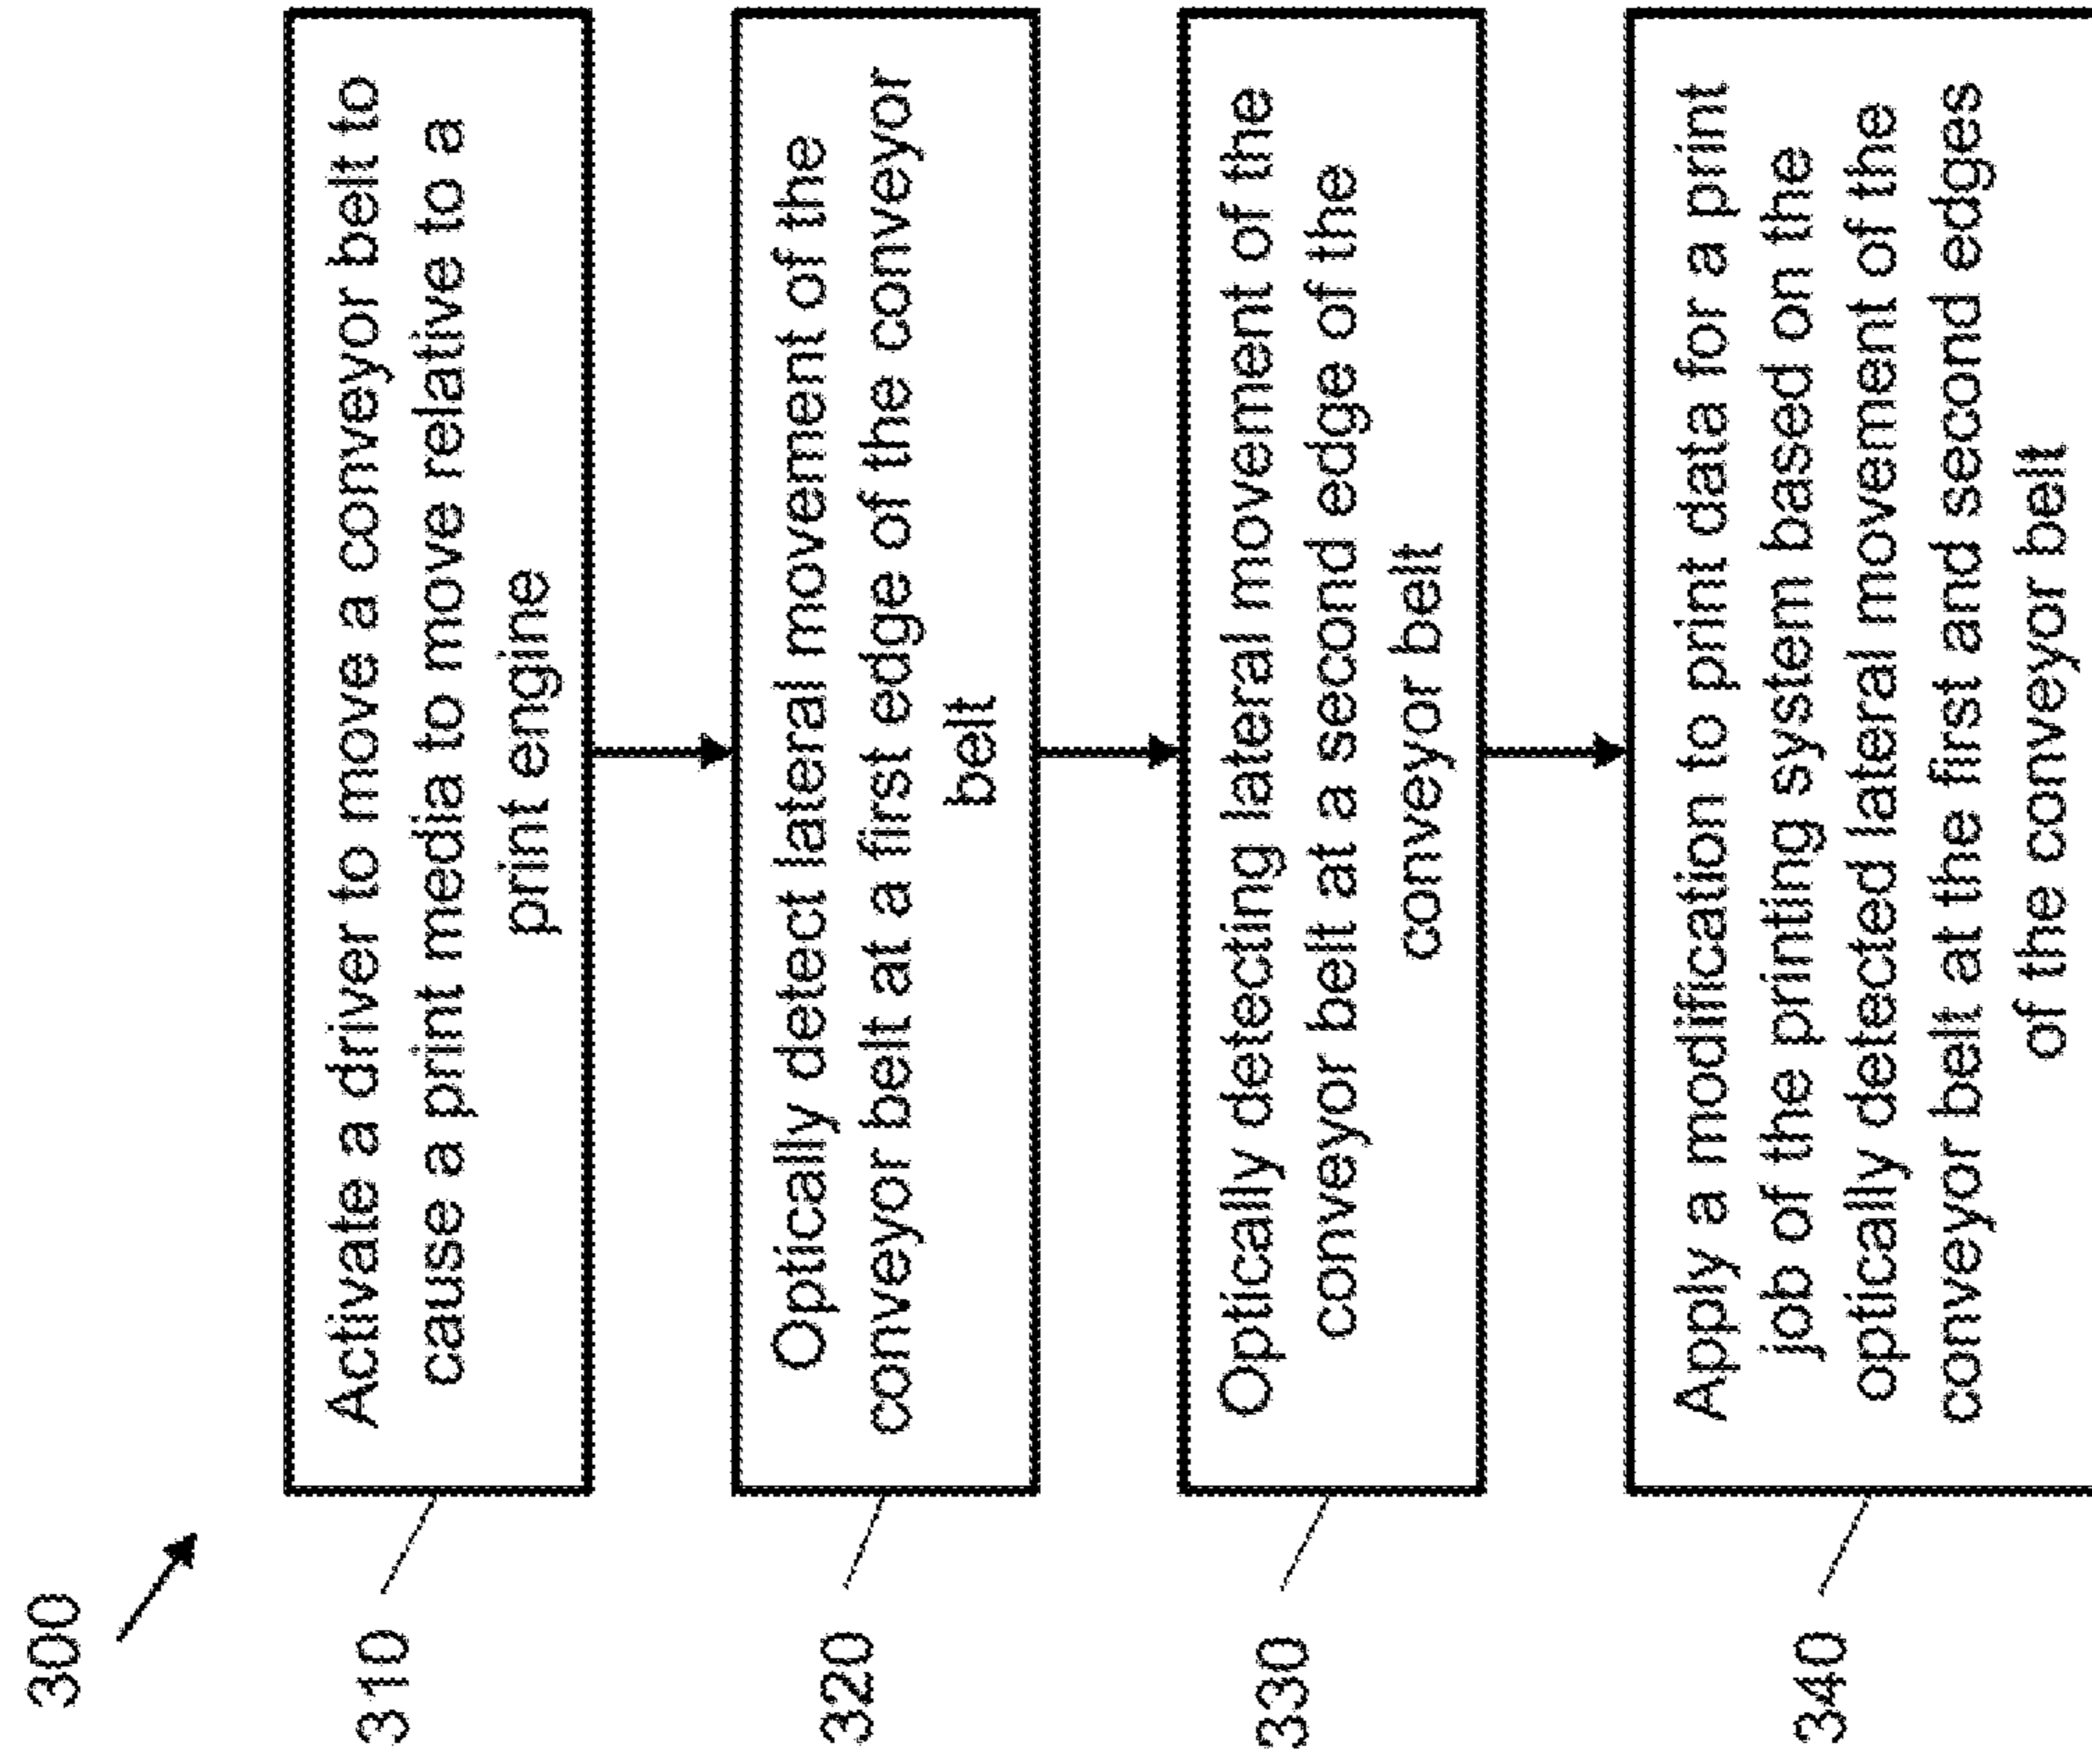 300
310
Activate a driver to move a conveyor belt to
cause a print media to move relative to a
print engine
320
Optically detect lateral movement of the
conveyor belt at a first edge of the conveyor
belt
330
Optically detecting lateral movement of the
conveyor belt at a second edge of the
conveyor belt
340
Apply a modification to print data for a print
job of the printing system based on the
optically detected lateral movement of the
conveyor belt at the first and second edges
of the conveyor belt